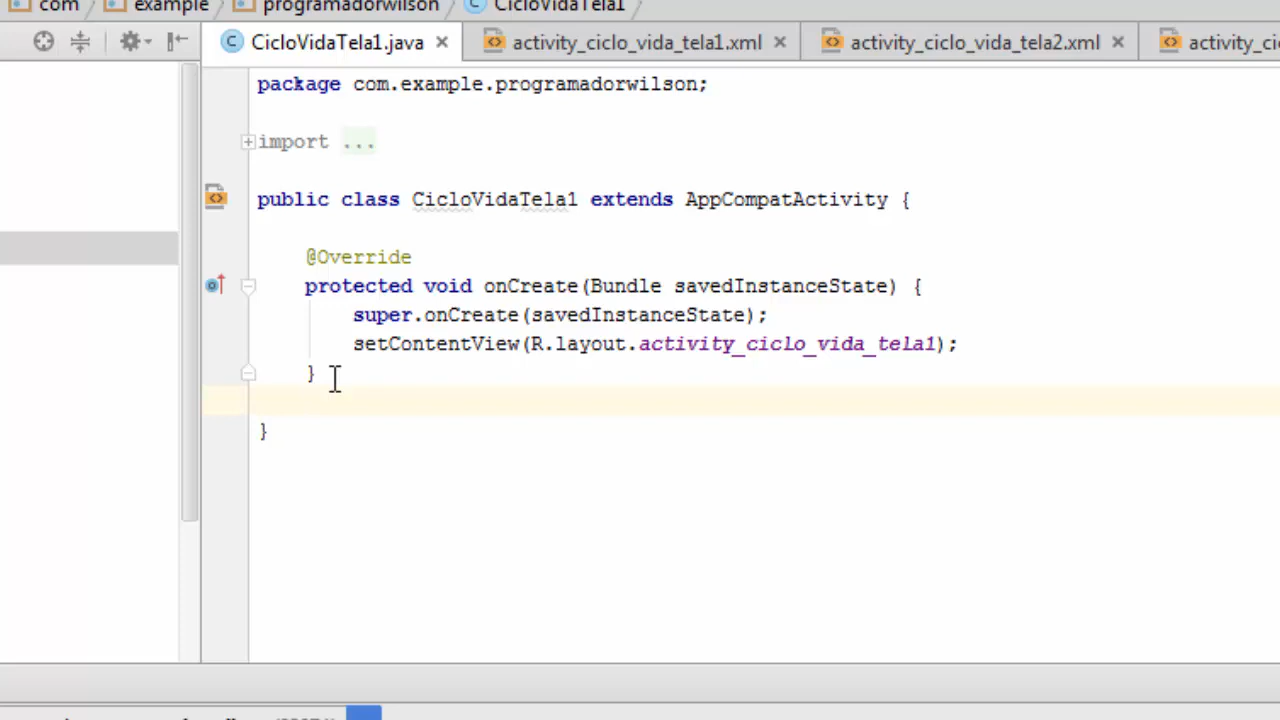 com example programadorwilson CicloVidaTela1
CicloVidaTela1.java activity_ciclo_vida_tela1.xml activity_ciclo_vida_tela2.xml activity_ci
package com.example.programadorwilson;
import ...
public class CicloVidaTela1 extends AppCompatActivity {
@Override
protected void onCreate(Bundle savedInstanceState) {
super.onCreate(savedInstanceState);
setContentView(R.layout.activity_ciclo_vida_tela1);
}
}